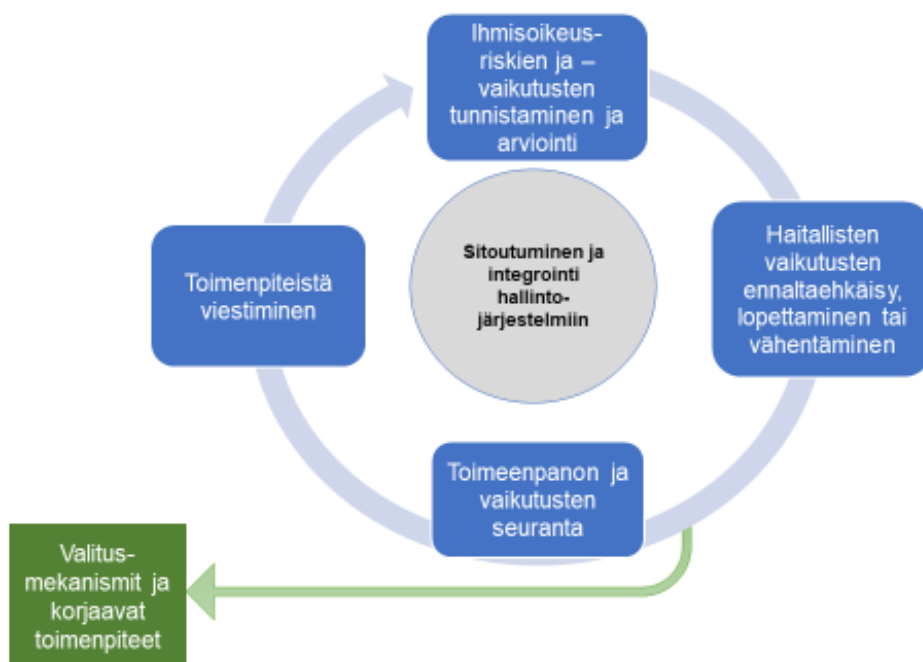 Ihmisoikeus-
riskien ja –
vaikutusten
tunnistaminen ja
arviointi
Haitallisten
vaikutusten
ennaltaehkäisy,
lopettaminen tai
vähentäminen
Sitoutuminen ja
integrointi
hallinto-
järjestelmiin
Toimenpiteistä
viestiminen
Toimeenpanon ja
vaikutusten
seuranta
Valitus-
mekanismit ja
korjaavat
toimenpiteet